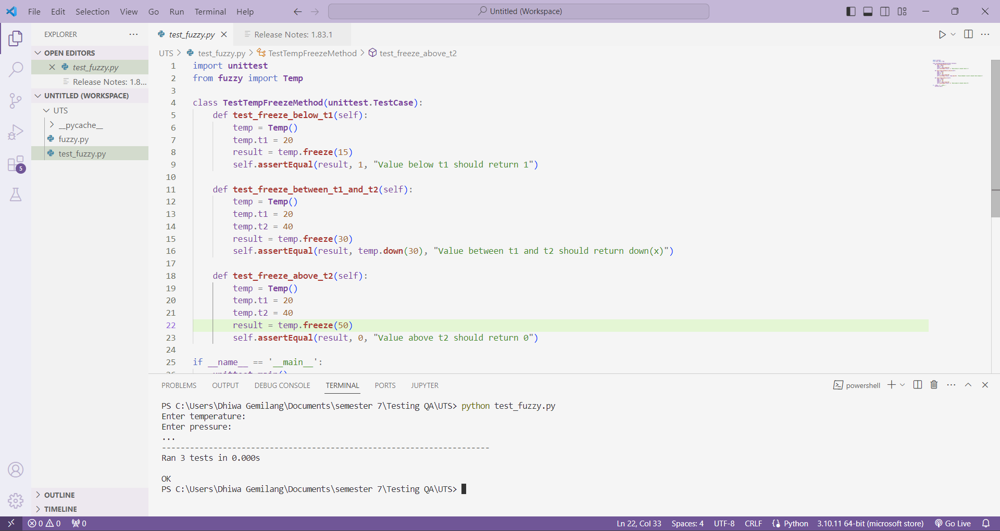 File Edit Selection View Go Run Terminal Help
Untitled (Workspace)
EXPLORER
OPEN EDITORS
test_fuzzy.py
Release Notes: 1.8...
UNTITLED (WORKSPACE)
UTS
__pycache__
fuzzy.py
test_fuzzy.py
5
OUTLINE
TIMELINE
test_fuzzy.py
Release Notes: 1.83.1
UTS > test_fuzzy.py > TestTempFreezeMethod > test_freeze_above_t2
1 import unittest
2 from fuzzy import Temp
3
4 class TestTempFreezeMethod(unittest.TestCase):
5     def test_freeze_below_t1(self):
6         temp = Temp()
7         temp.t1 = 20
8         result = temp.freeze(15)
9         self.assertEqual(result, 1, "Value below t1 should return 1")
10
11     def test_freeze_between_t1_and_t2(self):
12         temp = Temp()
13         temp.t1 = 20
14         temp.t2 = 40
15         result = temp.freeze(30)
16         self.assertEqual(result, temp.down(30), "Value between t1 and t2 should return down(x)")
17
18     def test_freeze_above_t2(self):
19         temp = Temp()
20         temp.t1 = 20
21         temp.t2 = 40
22         result = temp.freeze(50)
23         self.assertEqual(result, 0, "Value above t2 should return 0")
24
25 if __name__ == '__main__':
26     unittest.main()
PROBLEMS OUTPUT DEBUG CONSOLE TERMINAL PORTS JUPYTER
powershell
PS C:\Users\Dhiwa Gemilang\Documents\semester 7\Testing QA\UTS> python test_fuzzy.py
Enter temperature:
Enter pressure:
...
----------------------------------------------------------------------
Ran 3 tests in 0.000s

OK
PS C:\Users\Dhiwa Gemilang\Documents\semester 7\Testing QA\UTS>
0 0 0 Ln 22, Col 33 Spaces: 4 UTF-8 CRLF Python 3.10.11 64-bit (microsoft store) Go Live